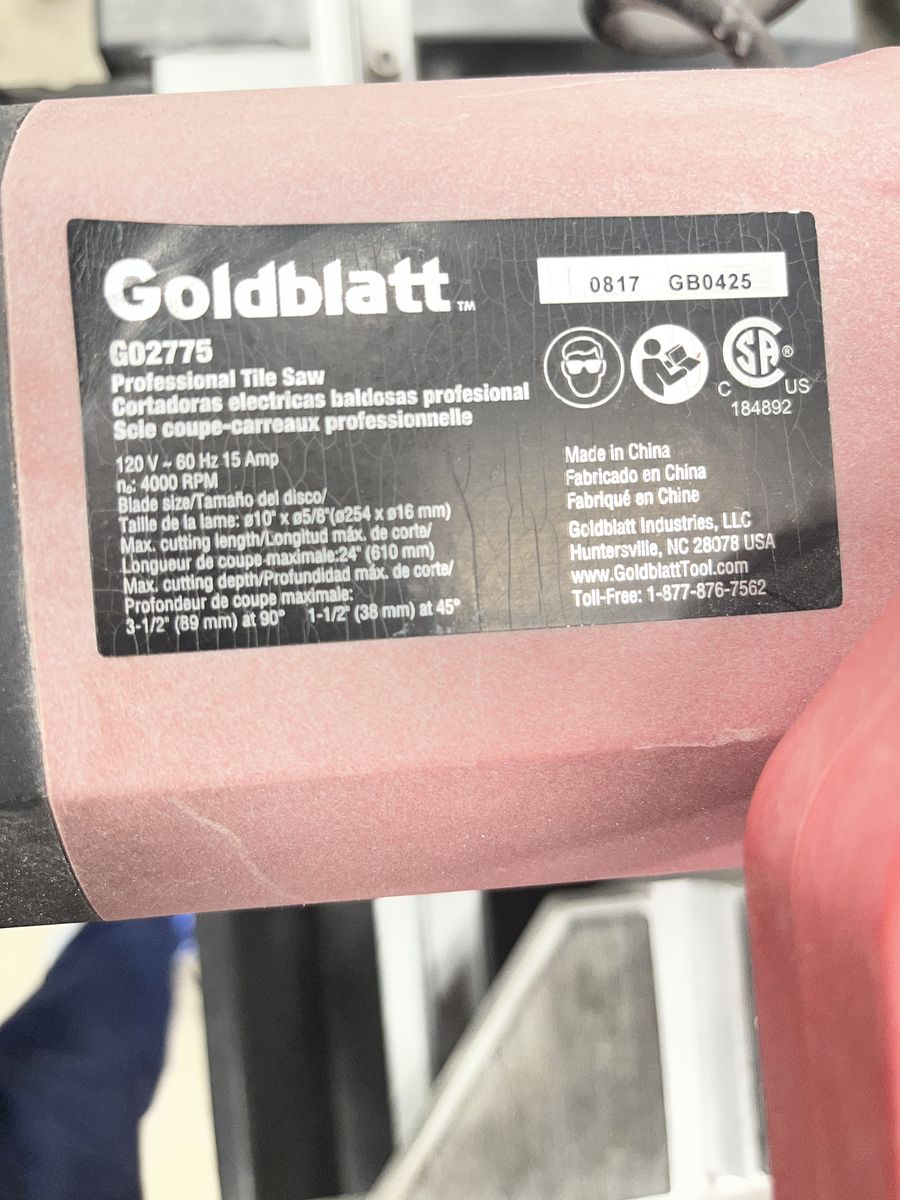 Goldblatt™
G02775
Professional Tile Saw
Cortadoras electricas baldosas profesional
Scie coupe-carreaux professionnelle
120 V ~ 60 Hz 15 Amp
n₀: 4000 RPM
Blade size/Tamaño del disco/
Taille de la lame: ø10" x ø5/8"(ø254 x ø16 mm)
Max. cutting length/Longitud máx. de corte/
Longueur de coupe-maximale:24" (610 mm)
Max. cutting depth/Profundidad máx. de corte/
Profondeur de coupe maximale:
3-1/2" (89 mm) at 90° 1-1/2" (38 mm) at 45°
0817 GB0425
SA®
C US
184892
Made in China
Fabricado en China
Fabriqué en Chine
Goldblatt Industries, LLC
Huntersville, NC 28078 USA
www.GoldblattTool.com
Toll-Free: 1-877-876-7562